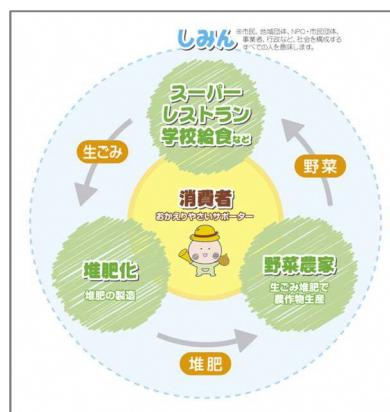 しみん
※市民、地域団体、NPO・市民団体、
事業者、行政など、社会を構成する
すべての人を意味します。
スーパー
レストラン
学校給食など
生ごみ
野菜
消費者
おかえりやさいサポーター
堆肥化
堆肥の製造
野菜農家
生ごみ堆肥で
農作物生産
堆肥